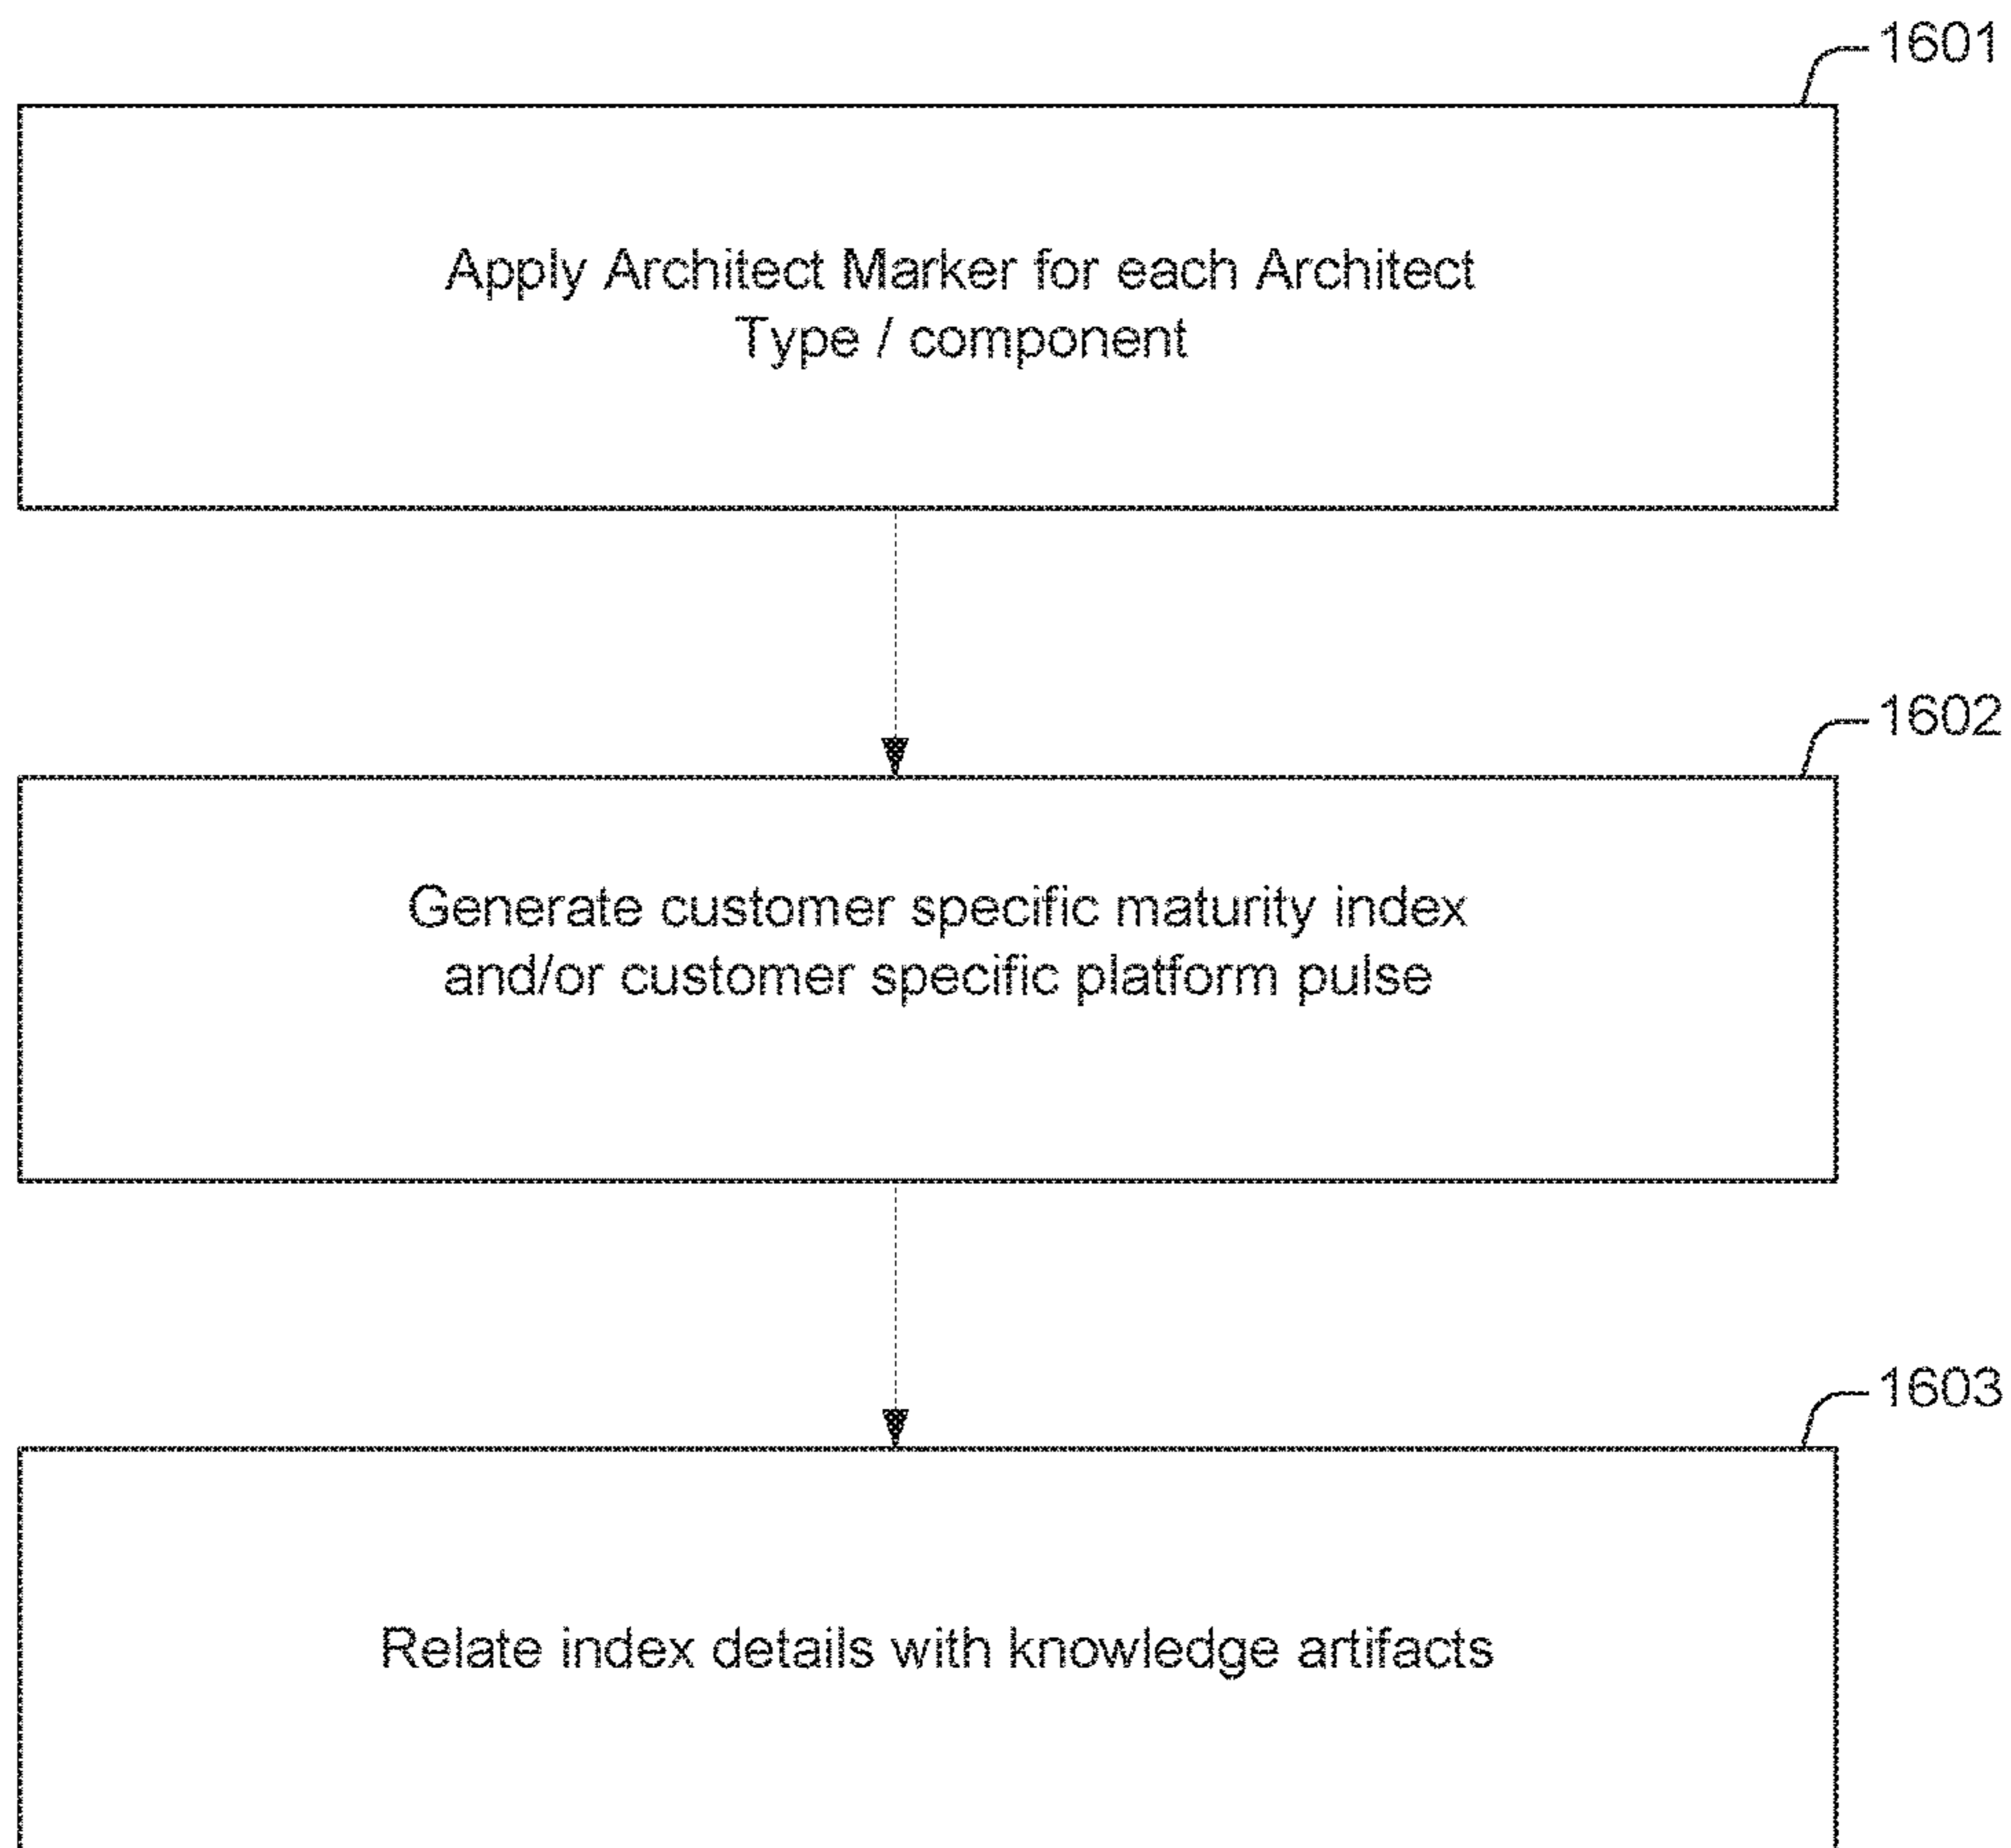 1601
Apply Architect Marker for each Architect
Type / component
1602
Generate customer specific maturity index
and/or customer specific platform pulse
1603
Relate index details with knowledge artifacts